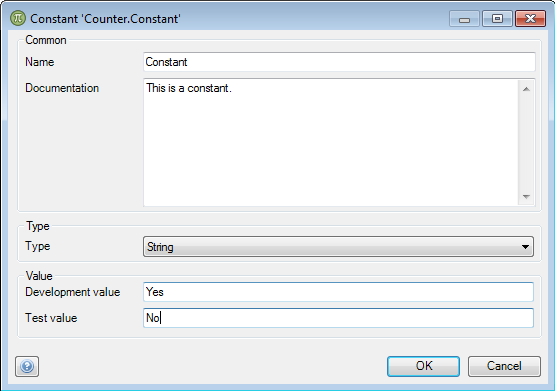 Constant 'Counter.Constant'
Common
Name Constant
Documentation This is a constant.
Type
Type String
Value
Development value Yes
Test value No
OK Cancel